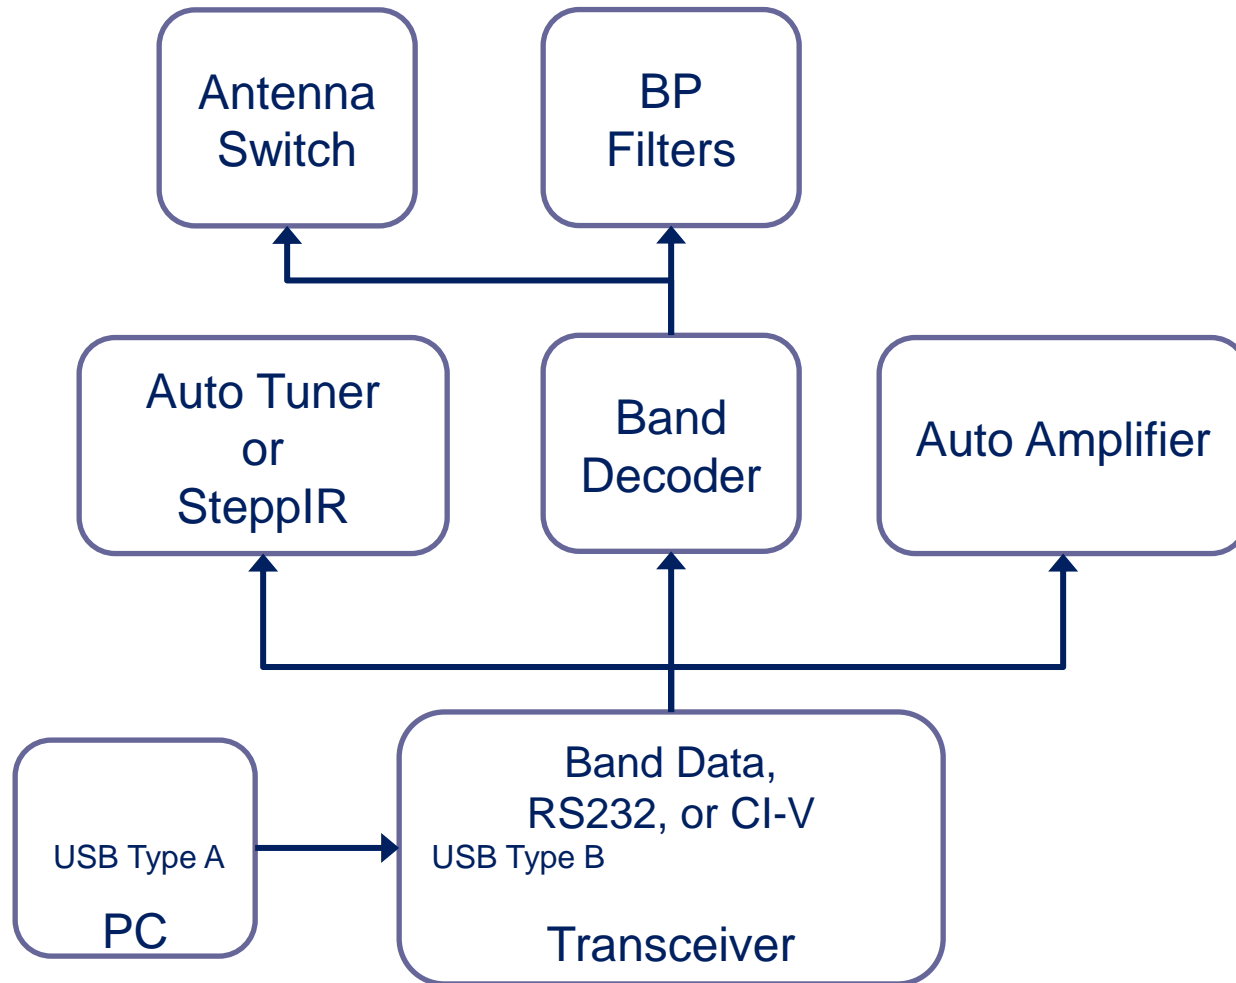 Antenna
Switch
BP
Filters
Auto Tuner
or
SteppIR
Band
Decoder
Auto Amplifier
USB Type A
PC
Band Data,
RS232, or CI-V
USB Type B
Transceiver